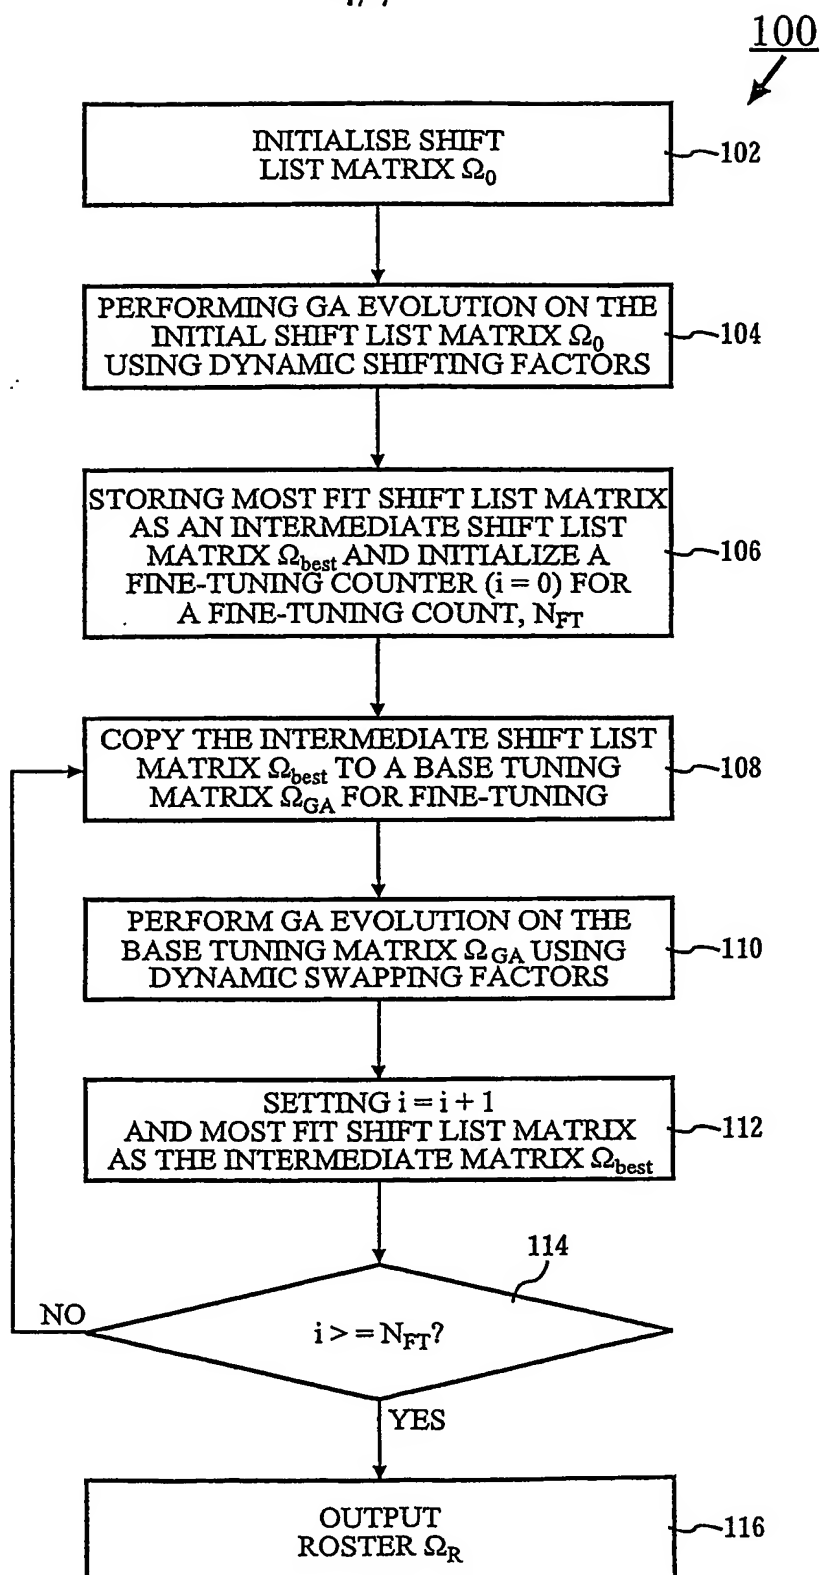 100
INITIALISE SHIFT
LIST MATRIX Ω0
102
PERFORMING GA EVOLUTION ON THE
INITIAL SHIFT LIST MATRIX Ω0
USING DYNAMIC SHIFTING FACTORS
104
STORING MOST FIT SHIFT LIST MATRIX
AS AN INTERMEDIATE SHIFT LIST
MATRIX Ωbest AND INITIALIZE A
FINE-TUNING COUNTER (i = 0) FOR
A FINE-TUNING COUNT, NFT
106
COPY THE INTERMEDIATE SHIFT LIST
MATRIX Ωbest TO A BASE TUNING
MATRIX ΩGA FOR FINE-TUNING
108
PERFORM GA EVOLUTION ON THE
BASE TUNING MATRIX ΩGA USING
DYNAMIC SWAPPING FACTORS
110
SETTING i = i + 1
AND MOST FIT SHIFT LIST MATRIX
AS THE INTERMEDIATE MATRIX Ωbest
112
114
NO
i > = NFT?
YES
OUTPUT
ROSTER ΩR
116